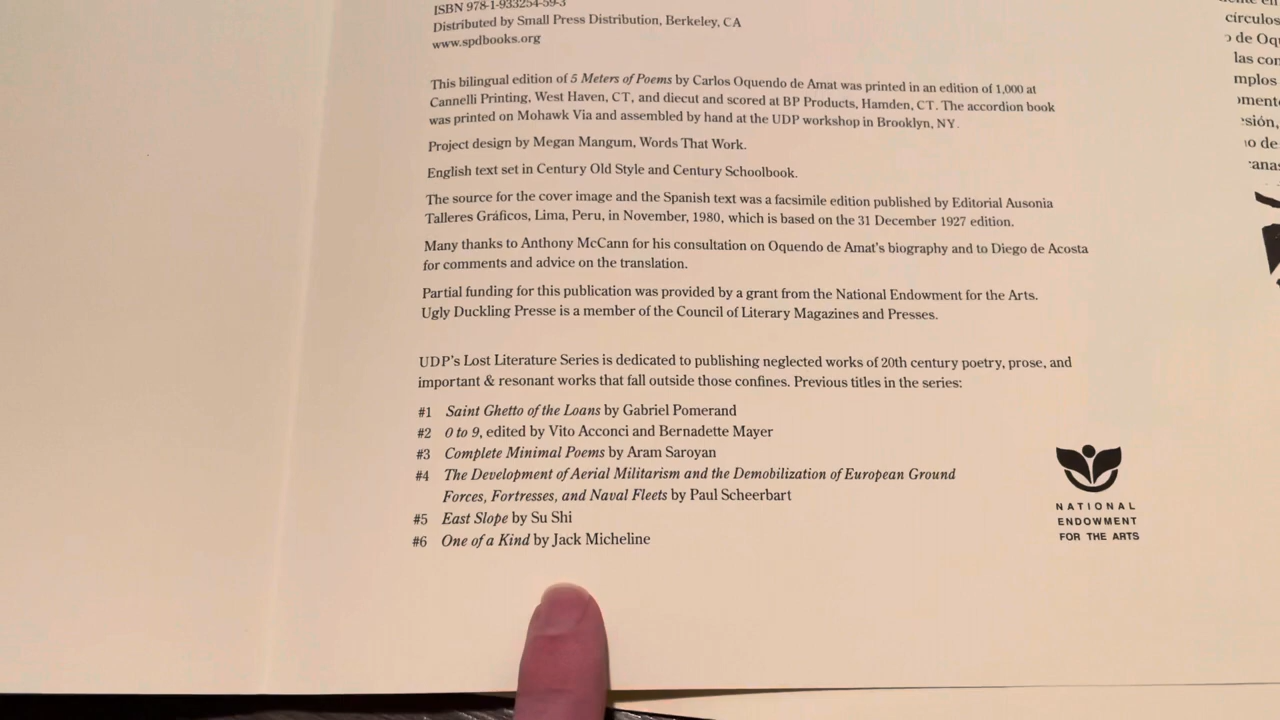 ISBN 978-1-933254-59-3
Distributed by Small Press Distribution, Berkeley, CA
www.spdbooks.org
This bilingual edition of 5 Meters of Poems by Carlos Oquendo de Amat was printed in an edition of 1,000 at
Cannelli Printing, West Haven, CT, and diecut and scored at BP Products, Hamden, CT. The accordion book
was printed on Mohawk Via and assembled by hand at the UDP workshop in Brooklyn, NY.
Project design by Megan Mangum, Words That Work.
English text set in Century Old Style and Century Schoolbook.
The source for the cover image and the Spanish text was a facsimile edition published by Editorial Ausonia
Talleres Gráficos, Lima, Peru, in November, 1980, which is based on the 31 December 1927 edition.
Many thanks to Anthony McCann for his consultation on Oquendo de Amat's biography and to Diego de Acosta
for comments and advice on the translation.
Partial funding for this publication was provided by a grant from the National Endowment for the Arts.
Ugly Duckling Presse is a member of the Council of Literary Magazines and Presses.
UDP's Lost Literature Series is dedicated to publishing neglected works of 20th century poetry, prose, and
important & resonant works that fall outside those confines. Previous titles in the series:
#1 Saint Ghetto of the Loans by Gabriel Pomerand
#2 0 to 9, edited by Vito Acconci and Bernadette Mayer
#3 Complete Minimal Poems by Aram Saroyan
#4 The Development of Aerial Militarism and the Demobilization of European Ground
Forces, Fortresses, and Naval Fleets by Paul Scheerbart
#5 East Slope by Su Shi
#6 One of a Kind by Jack Micheline
NATIONAL
ENDOWMENT
FOR THE ARTS
círculos
de
las
de